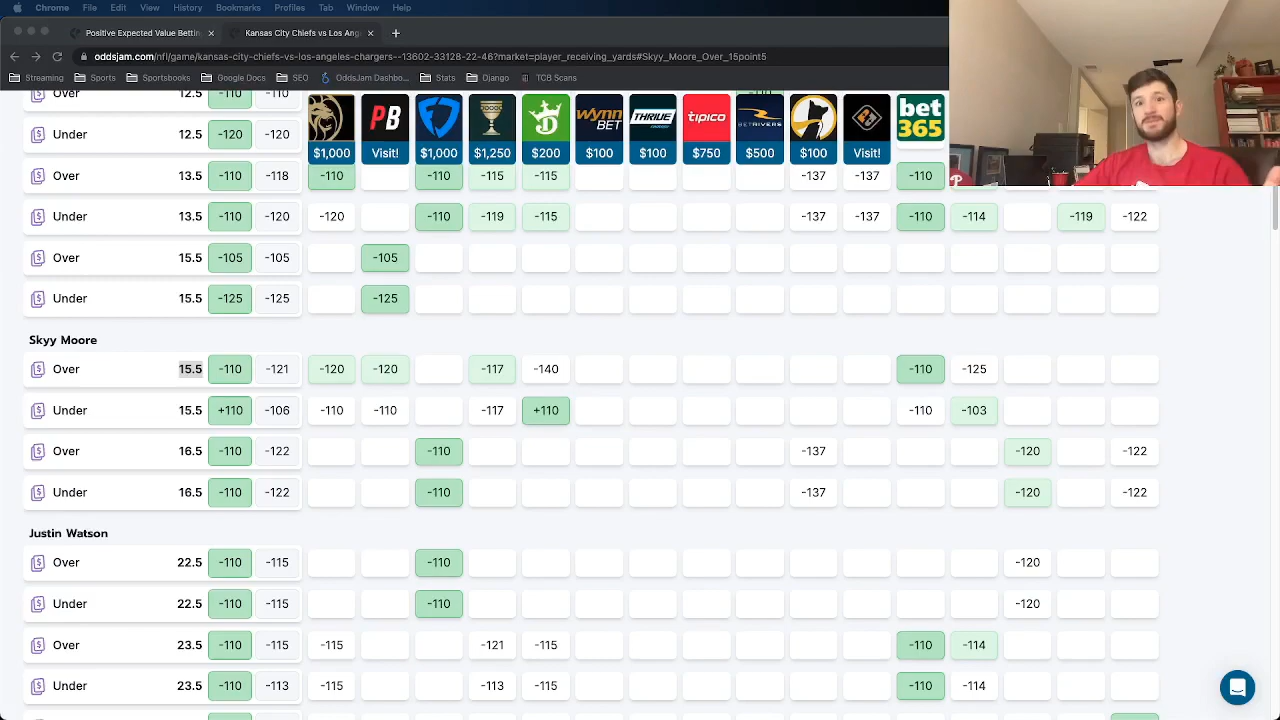 Chrome File Edit View History Bookmarks Profiles Tab Window Help
Positive Expected Value Bettin × Kansas City Chiefs vs Los Ang × +
oddsjam.com/nfl/game/kansas-city-chiefs-vs-los-angeles-chargers--13602-33128-22-46?market=player_receiving_yards#Skyy_Moore_Over_15point5
Streaming Sports Sports Google Docs SEO OddsJam Dashbo... Stats Django TCB Scans
Over 12.5 -110 -110
PB DK WYNN BET THRIVE tipico BETRIVERS bet365
Under 12.5 -120 -120
$1,000 Visit! $1,000 $1,250 $200 $100 $100 $750 $500 $100 Visit!
Over 13.5 -110 -118 -110 -110 -115 -115 -137 -137 -110
Under 13.5 -110 -120 -120 -110 -119 -115 -137 -137 -110 -114 -119 -122
Over 15.5 -105 -105 -105
Under 15.5 -125 -125 -125
Skyy Moore
Over 15.5 -110 -121 -120 -120 -117 -140 -110 -125
Under 15.5 +110 -106 -110 -110 -117 +110 -110 -103
Over 16.5 -110 -122 -110 -137 -120 -122
Under 16.5 -110 -122 -110 -137 -120 -122
Justin Watson
Over 22.5 -110 -115 -110 -120
Under 22.5 -110 -115 -110 -120
Over 23.5 -110 -115 -115 -121 -115 -110 -114
Under 23.5 -110 -113 -115 -113 -115 -110 -114